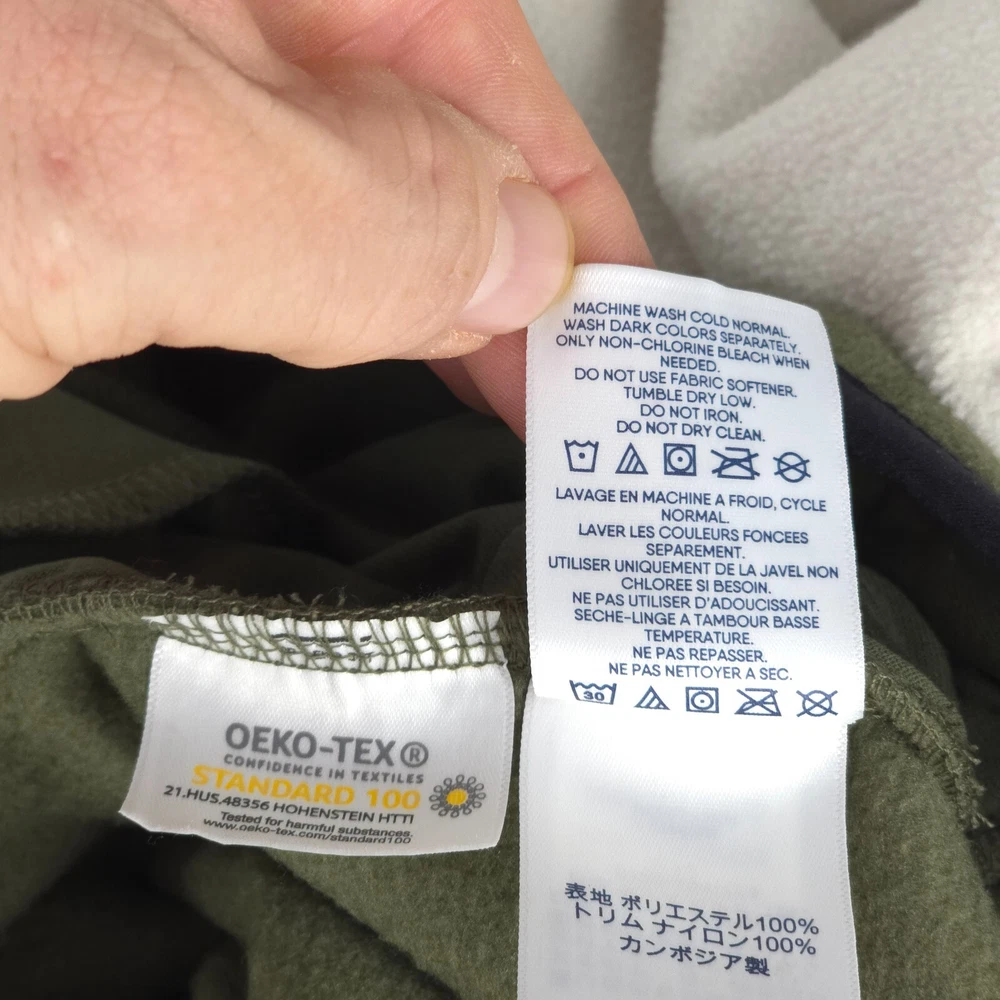 MACHINE WASH COLD NORMAL.
WASH DARK COLORS SEPARATELY.
ONLY NON-CHLORINE BLEACH WHEN
NEEDED.
DO NOT USE FABRIC SOFTENER.
TUMBLE DRY LOW.
DO NOT IRON.
DO NOT DRY CLEAN.
LAVAGE EN MACHINE A FROID, CYCLE
NORMAL.
LAVER LES COULEURS FONCEES
SEPAREMENT.
UTILISER UNIQUEMENT DE LA JAVEL NON
CHLOREE SI BESOIN.
NE PAS UTILISER D'ADOUCISSANT.
SECHE-LINGE A TAMBOUR BASSE
TEMPERATURE.
NE PAS REPASSER.
NE PAS NETTOYER A SEC.
30
OEKO-TEX®
CONFIDENCE IN TEXTILES
STANDARD 100
21.HUS.48356 HOHENSTEIN HTTI
Tested for harmful substances.
www.oeko-tex.com/standard100
表地 ポリエステル100%
トリム ナイロン100%
カンボジア製